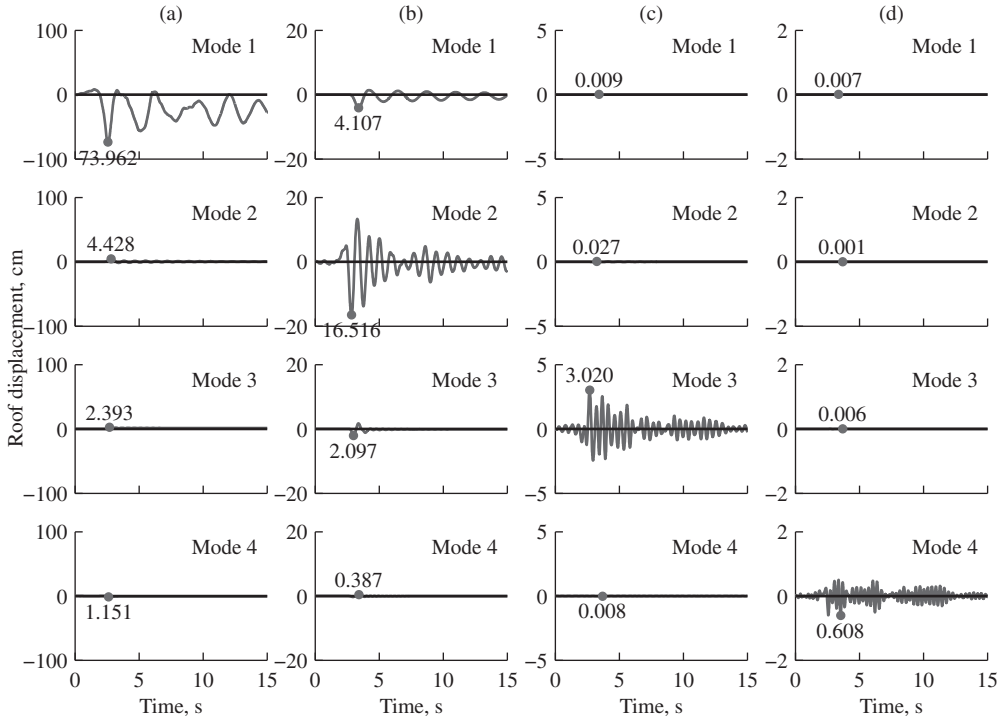 (a) (b) (c) (d)
Roof displacement, cm
100 20 5 2
Mode 1 Mode 1 Mode 1 Mode 1
0.009 0.007
0 0 0 0
4.107
73.962
−100 −20 −5 −2
100 20 5 2
Mode 2 Mode 2 Mode 2 Mode 2
4.428 0.027 0.001
0 0 0 0
16.516
−100 −20 −5 −2
100 20 5 2
Mode 3 Mode 3 Mode 3 Mode 3
2.393 3.020 0.006
0 0 0 0
2.097
−100 −20 −5 −2
100 20 5 2
Mode 4 Mode 4 Mode 4 Mode 4
0.387
0 0 0 0
1.151 0.008 0.608
−100 −20 −5 −2
0 5 10 15 0 5 10 15 0 5 10 15 0 5 10 15
Time, s Time, s Time, s Time, s